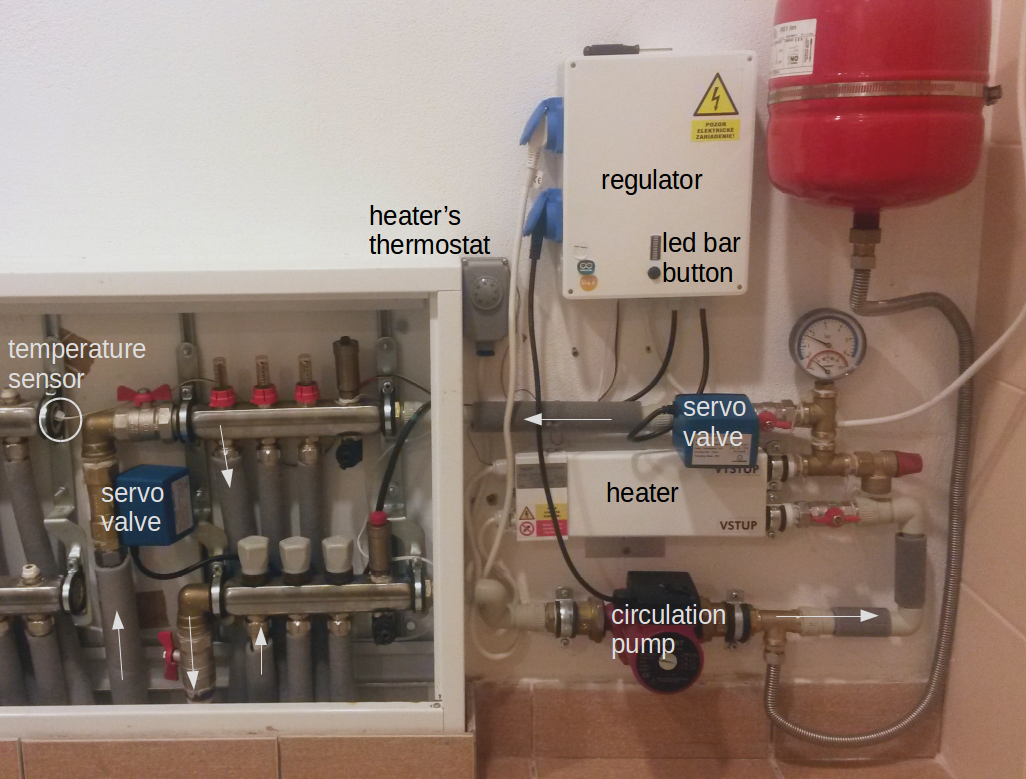 POZOR
ELEKTRICKÉ
ZARIADENIE!
regulator
heater's
thermostat
led bar
button
temperature
sensor
servo
valve
VÝSTUP
servo
valve
heater
VSTUP
circulation
pump